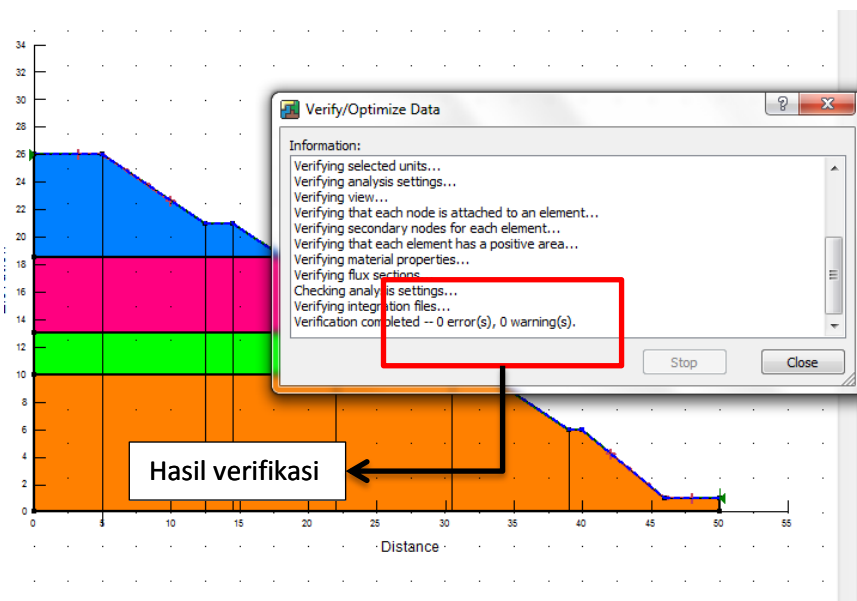 34
32
30
28
26
24
22
20
18
16
14
12
10
8
6
4
2
0
Verify/Optimize Data
Information:
Verifying selected units...
Verifying analysis settings...
Verifying view...
Verifying that each node is attached to an element...
Verifying secondary nodes for each element...
Verifying that each element has a positive area...
Verifying material properties...
Verifying flux sections...
Checking analysis settings...
Verifying integration files...
Verification completed -- 0 error(s), 0 warning(s).
Stop Close
Hasil verifikasi
0 5 10 15 20 25 30 35 40 45 50 55
Distance